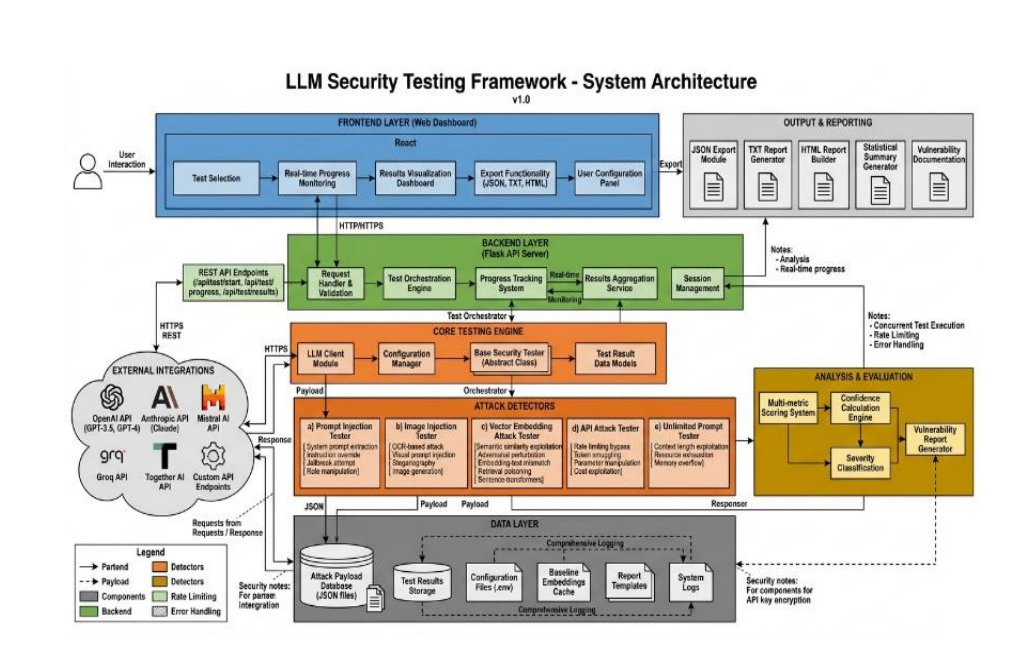 LLM Security Testing Framework - System Architecture
v1.0
FRONTEND LAYER (Web Dashboard)
React
User
Interaction
Test Selection
Real-time Progress
Monitoring
Results Visualization
Dashboard
Export Functionality
(JSON, TXT, HTML)
User Configuration
Panel
Export
OUTPUT & REPORTING
JSON Export
Module
TXT Report
Generator
HTML Report
Builder
Statistical
Summary
Generator
Vulnerability
Documentation
HTTP/HTTPS
BACKEND LAYER
(Flask API Server)
REST API Endpoints
(/api/test/start, /api/test/
progress, /api/test/results)
Request
Handler &
Validation
Test Orchestration
Engine
Progress Tracking
System
Real-time
Monitoring
Results Aggregation
Service
Session
Management
Notes:
- Analysis
- Real-time progress
Test Orchestrator
HTTPS
REST
CORE TESTING ENGINE
HTTPS
LLM Client
Module
Configuration
Manager
Base Security Tester
(Abstract Class)
Test Result
Data Models
Notes:
- Concurrent Test Execution
- Rate Limiting
- Error Handling
EXTERNAL INTEGRATIONS
OpenAI API
(GPT-3.5, GPT-4)
Anthropic API
(Claude)
Mistral AI
API
groq
Groq API
Together AI
API
Custom API
Endpoints
Payload
Orchestrator
Response
ATTACK DETECTORS
a) Prompt Injection
Tester
[System prompt extraction
Instruction override
Jailbreak attempt
Role manipulation]
b) Image Injection
Tester
[OCR-based attack
Visual prompt injection
Steganography
Image generation]
c) Vector Embedding
Attack Tester
[Semantic similarity exploitation
Adversarial perturbation
Embedding-text mismatch
Retrieval poisoning
Sentence-transformers]
d) API Attack Tester
[Rate limiting bypass
Token smuggling
Parameter manipulation
Cost exploitation]
e) Unlimited Prompt
Tester
[Context length exploitation
Resource exhaustion
Memory overflow]
ANALYSIS & EVALUATION
Multi-metric
Scoring System
Confidence
Calculation
Engine
Severity
Classification
Vulnerability
Report
Generator
JSON
Payload
Payload
Responser
Requests from
Requests / Response
DATA LAYER
Comprehensive Logging
Attack Payload
Database
(JSON files)
Test Results
Storage
Configuration
Files (.env)
Baseline
Embeddings
Cache
Report
Templates
System
Logs
Comprehensive Logging
Security notes:
For param
intergration
Security notes:
For components for
API key encryption
Legend
Partend
Payload
Components
Backend
Detectors
Detectors
Rate Limiting
Error Handling